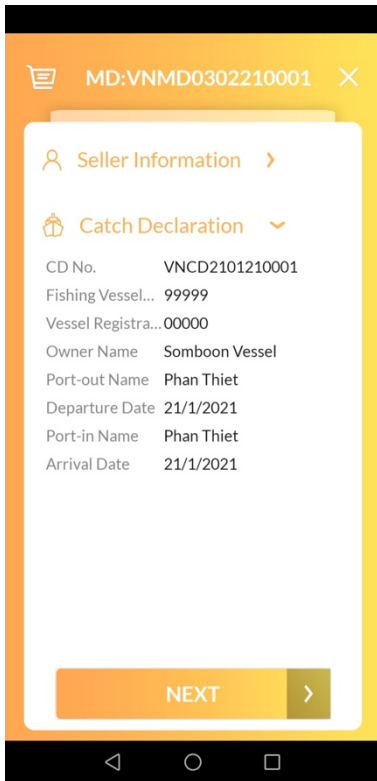 MD:VNMD0302210001
Seller Information
Catch Declaration
CD No. VNCD2101210001
Fishing Vessel... 99999
Vessel Registra... 00000
Owner Name Somboon Vessel
Port-out Name Phan Thiet
Departure Date 21/1/2021
Port-in Name Phan Thiet
Arrival Date 21/1/2021
NEXT